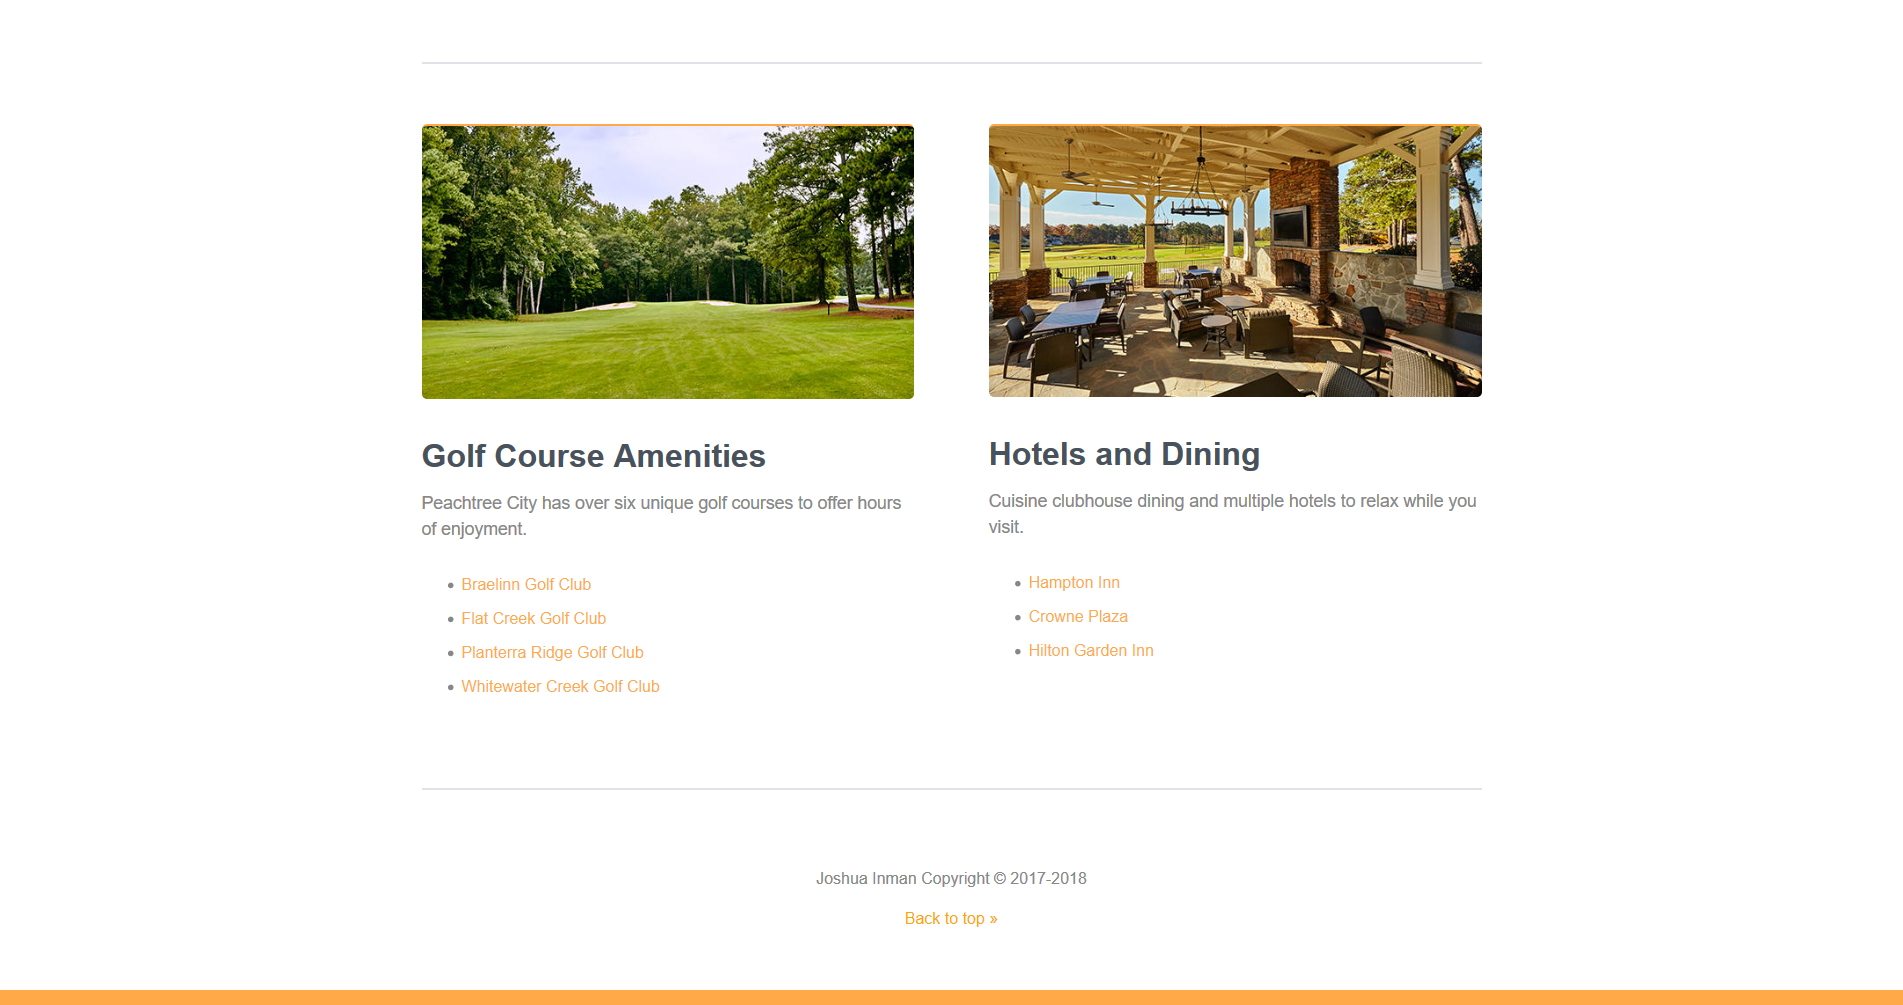 Golf Course Amenities
Peachtree City has over six unique golf courses to offer hours
of enjoyment.
Braelinn Golf Club
Flat Creek Golf Club
Planterra Ridge Golf Club
Whitewater Creek Golf Club
Hotels and Dining
Cuisine clubhouse dining and multiple hotels to relax while you
visit.
Hampton Inn
Crowne Plaza
Hilton Garden Inn
Joshua Inman Copyright © 2017-2018
Back to top »